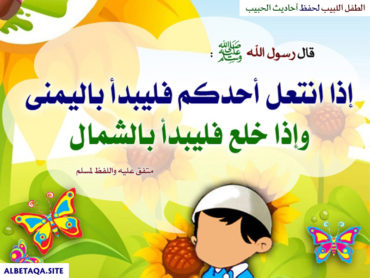 الطفل اللبيب لحفظ أحاديث الحبيب
قال رسول الله ﷺ :
إذا انتعل أحدكم فليبدأ باليمنى
وإذا خلع فليبدأ بالشمال
متفق عليه واللفظ لمسلم
ALBETAQA.SITE